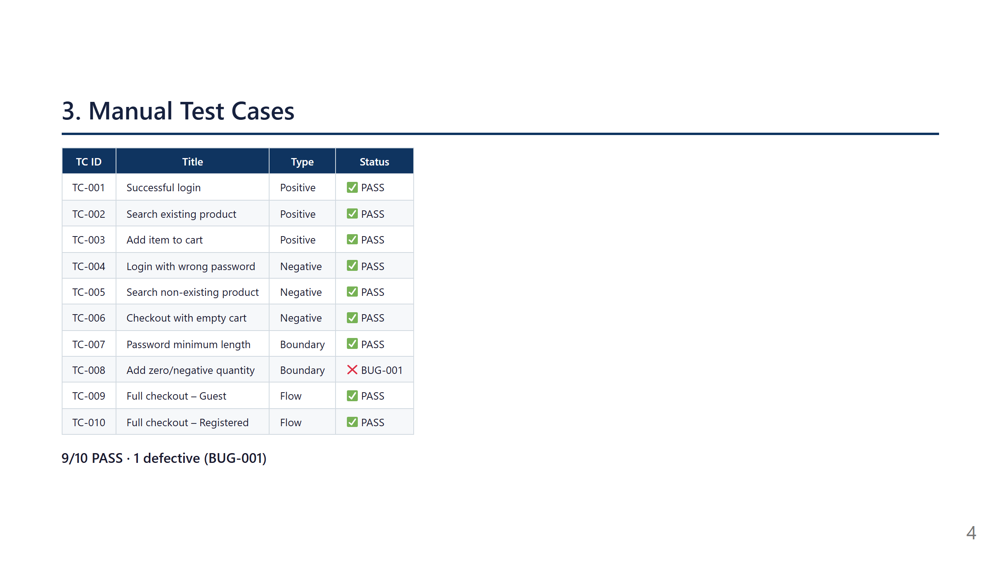 3. Manual Test Cases
TC ID Title Type Status
TC-001 Successful login Positive ✅ PASS
TC-002 Search existing product Positive ✅ PASS
TC-003 Add item to cart Positive ✅ PASS
TC-004 Login with wrong password Negative ✅ PASS
TC-005 Search non-existing product Negative ✅ PASS
TC-006 Checkout with empty cart Negative ✅ PASS
TC-007 Password minimum length Boundary ✅ PASS
TC-008 Add zero/negative quantity Boundary ❌ BUG-001
TC-009 Full checkout – Guest Flow ✅ PASS
TC-010 Full checkout – Registered Flow ✅ PASS
9/10 PASS · 1 defective (BUG-001)
4